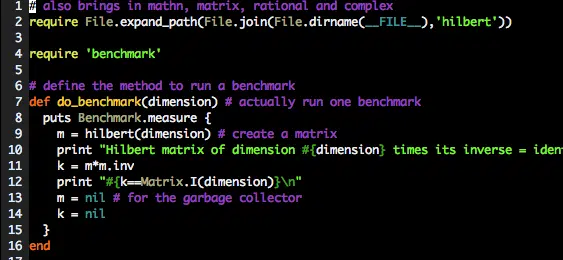 1 # also brings in mathn, matrix, rational and complex
2 require File.expand_path(File.join(File.dirname(__FILE__),'hilbert'))
3
4 require 'benchmark'
5
6 # define the method to run a benchmark
7 def do_benchmark(dimension) # actually run one benchmark
8   puts Benchmark.measure {
9     m = hilbert(dimension) # create a matrix
10     print "Hilbert matrix of dimension #{dimension} times its inverse = iden
11     k = m*m.inv
12     print "#{k==Matrix.I(dimension)}\n"
13     m = nil # for the garbage collector
14     k = nil
15   }
16 end